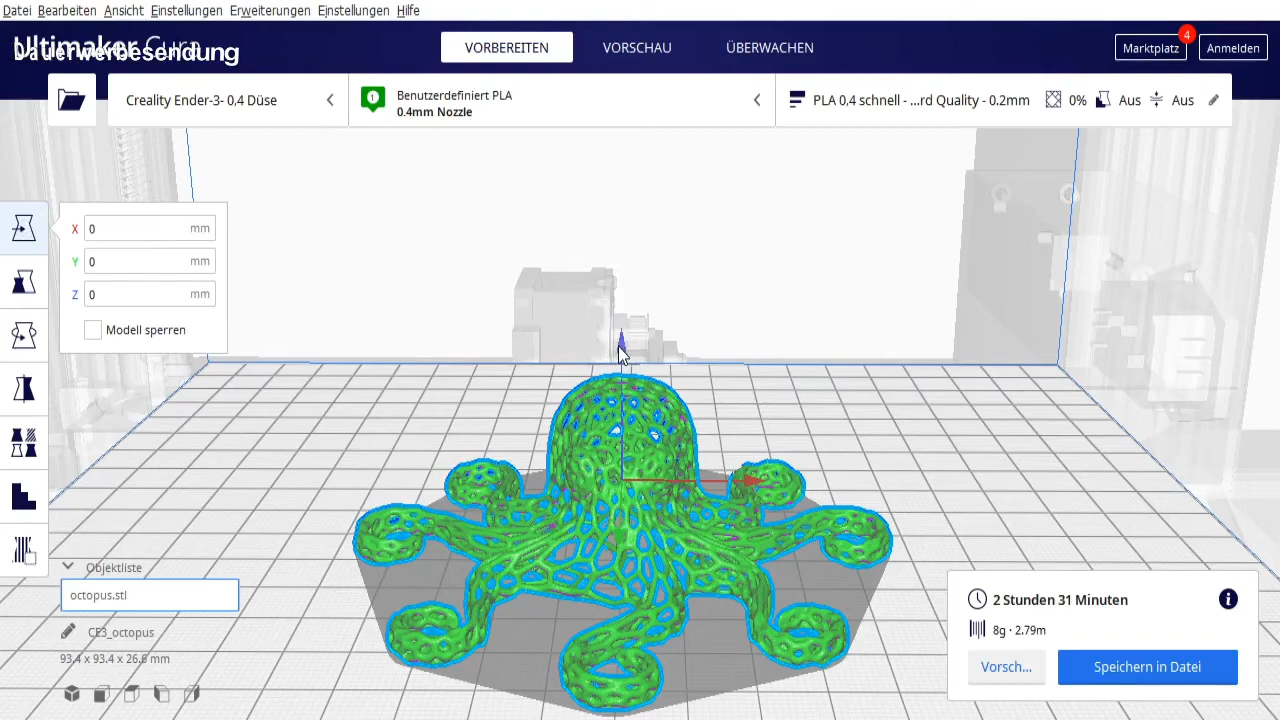 Datei Bearbeiten Ansicht Einstellungen Erweiterungen Einstellungen Hilfe
Ultimaker Cura
Dauerwerbesendung
VORBEREITEN VORSCHAU ÜBERWACHEN
4
Marktplatz Anmelden
Creality Ender-3- 0,4 Düse
1
Benutzerdefiniert PLA
0.4mm Nozzle
PLA 0,4 schnell - ...rd Quality - 0.2mm 0% Aus Aus
X 0 mm
Y 0 mm
Z 0 mm
Modell sperren
Objektliste
octopus.stl
CE3_octopus
93.4 x 93.4 x 26.6 mm
2 Stunden 31 Minuten
8g · 2.79m
Vorsch... Speichern in Datei